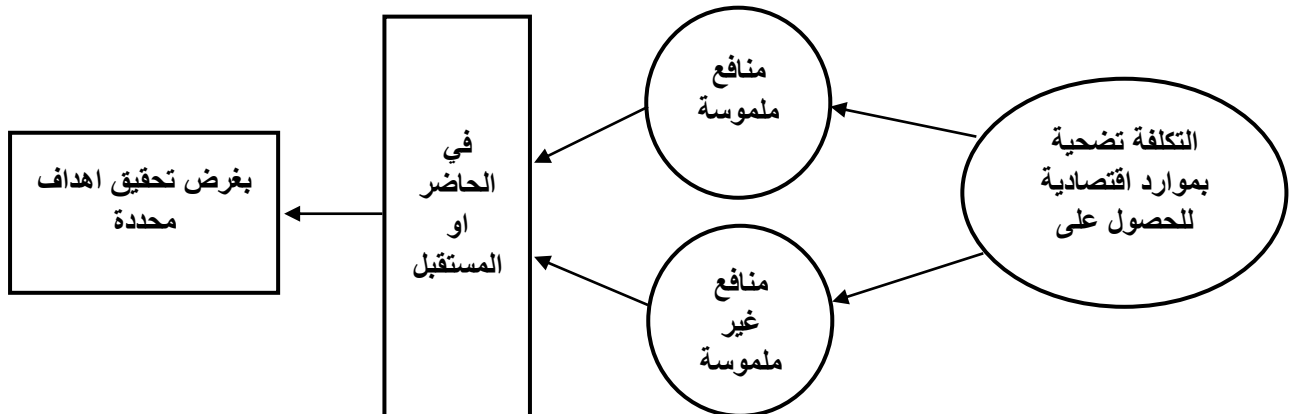 التكلفة تضحية
بموارد اقتصادية
للحصول على
منافع
ملموسة
منافع
غير
ملموسة
في
الحاضر
او
المستقبل
بغرض تحقيق اهداف
محددة